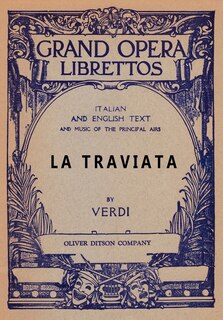 GRAND OPERA
LIBRETTOS
ITALIAN
AND ENGLISH TEXT
AND MUSIC OF THE PRINCIPAL AIRS
LA TRAVIATA
BY
VERDI
OLIVER DITSON COMPANY